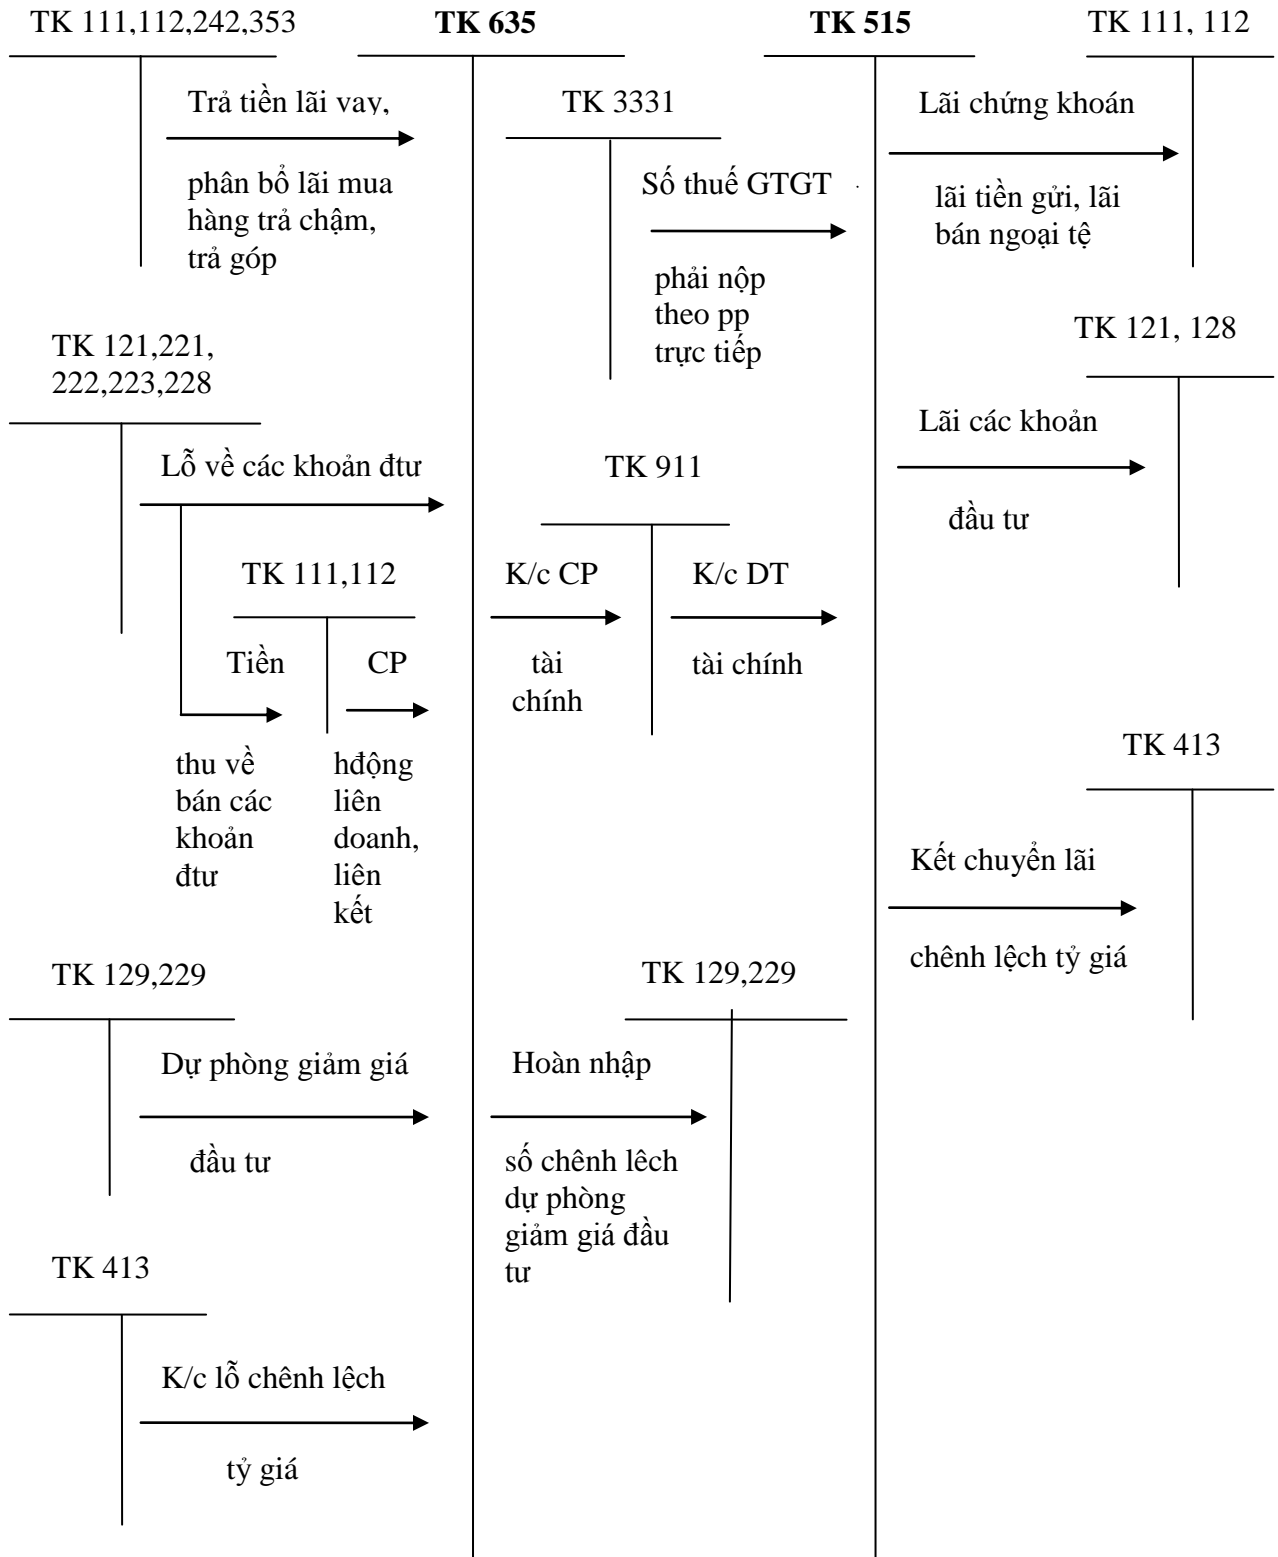 TK 111,112,242,353
TK 635
TK 515
TK 111, 112
Trả tiền lãi vay,
phân bổ lãi mua
hàng trả chậm,
trả góp
TK 3331
Số thuế GTGT
phải nộp
theo pp
trực tiếp
Lãi chứng khoán
lãi tiền gửi, lãi
bán ngoại tệ
TK 121,221,
222,223,228
TK 121, 128
Lỗ về các khoản đtư
TK 911
Lãi các khoản
đầu tư
TK 111,112
K/c CP
tài
chính
K/c DT
tài chính
Tiền
thu về
bán các
khoản
đtư
CP
hđộng
liên
doanh,
liên
kết
TK 413
Kết chuyển lãi
chênh lệch tỷ giá
TK 129,229
TK 129,229
Dự phòng giảm giá
đầu tư
Hoàn nhập
số chênh lêch
dự phòng
giảm giá đầu
tư
TK 413
K/c lỗ chênh lệch
tỷ giá